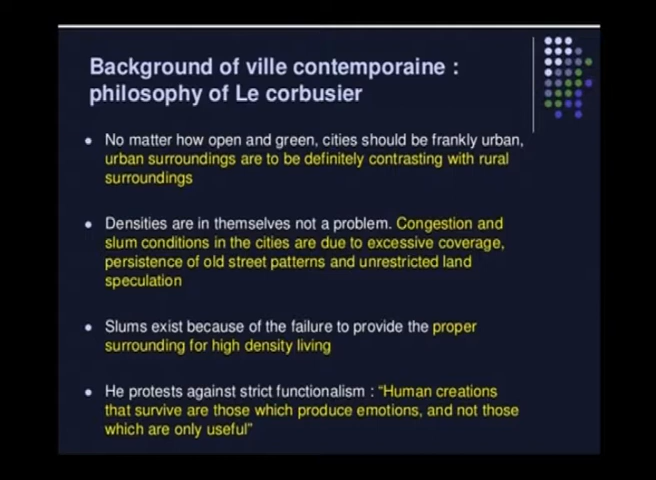 Background of ville contemporaine :
philosophy of Le corbusier
No matter how open and green, cities should be frankly urban,
urban surroundings are to be definitely contrasting with rural
surroundings
Densities are in themselves not a problem. Congestion and
slum conditions in the cities are due to excessive coverage,
persistence of old street patterns and unrestricted land
speculation
Slums exist because of the failure to provide the proper
surrounding for high density living
He protests against strict functionalism : “Human creations
that survive are those which produce emotions, and not those
which are only useful”